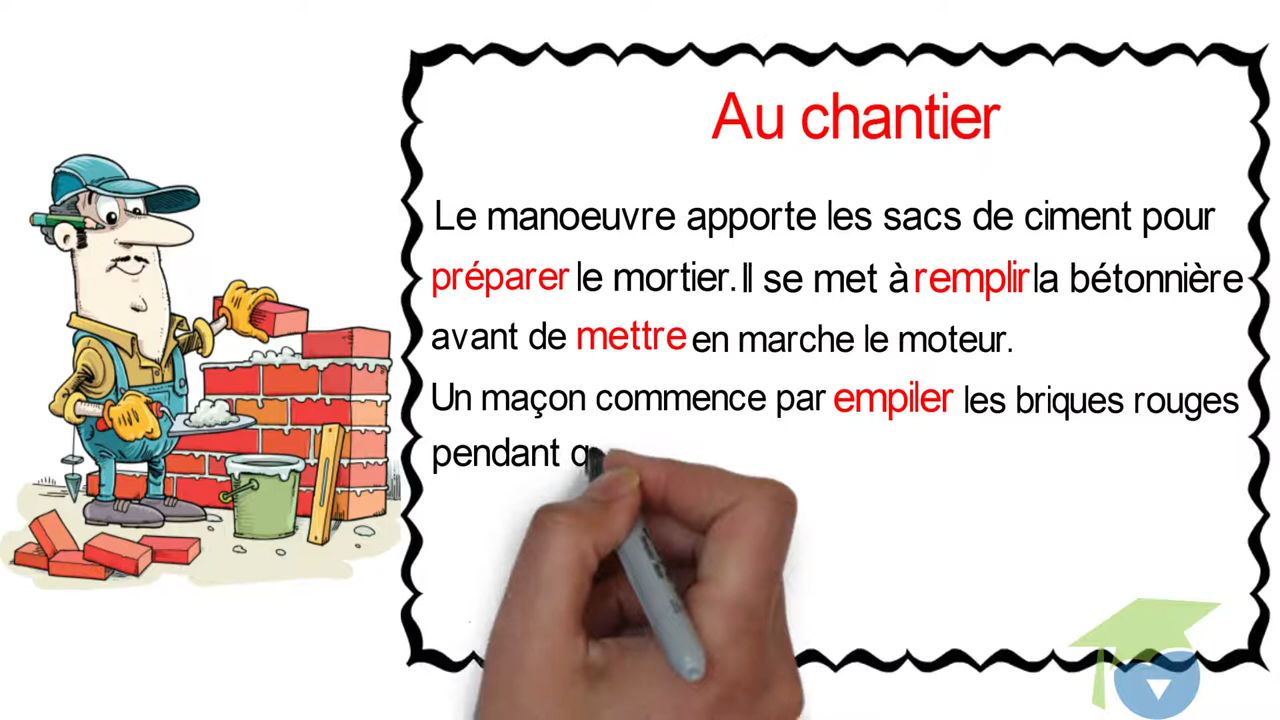 Au chantier
Le manoeuvre apporte les sacs de ciment pour
préparer le mortier. Il se met à remplir la bétonnière
avant de mettre en marche le moteur.
Un maçon commence par empiler les briques rouges
pendant q